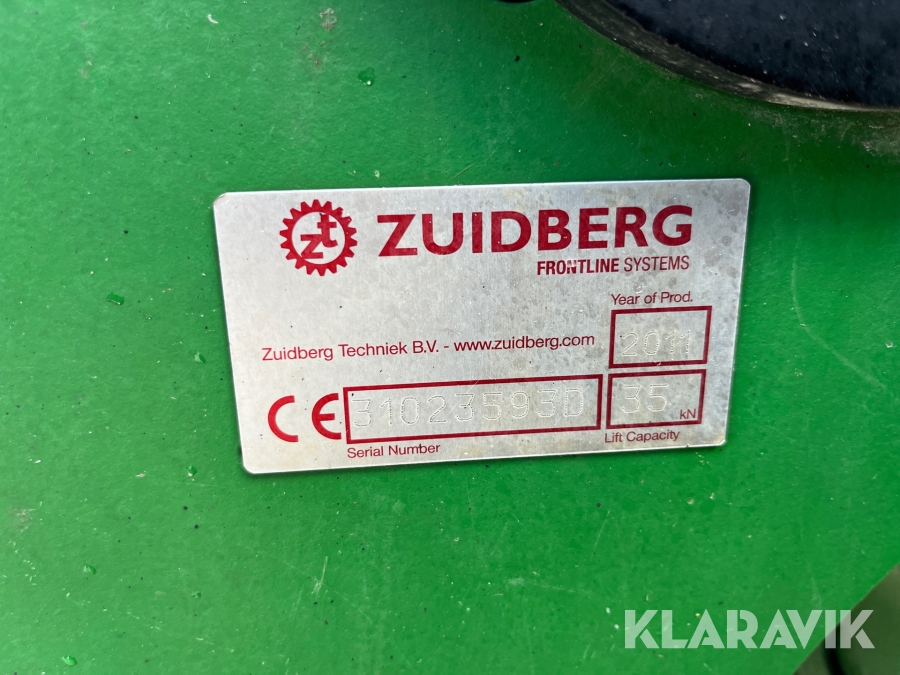 zt ZUIDBERG
FRONTLINE SYSTEMS
Year of Prod.
2011
Zuidberg Techniek B.V. - www.zuidberg.com
CE 31023593D 35 kN
Serial Number
Lift Capacity
KLARAVIK